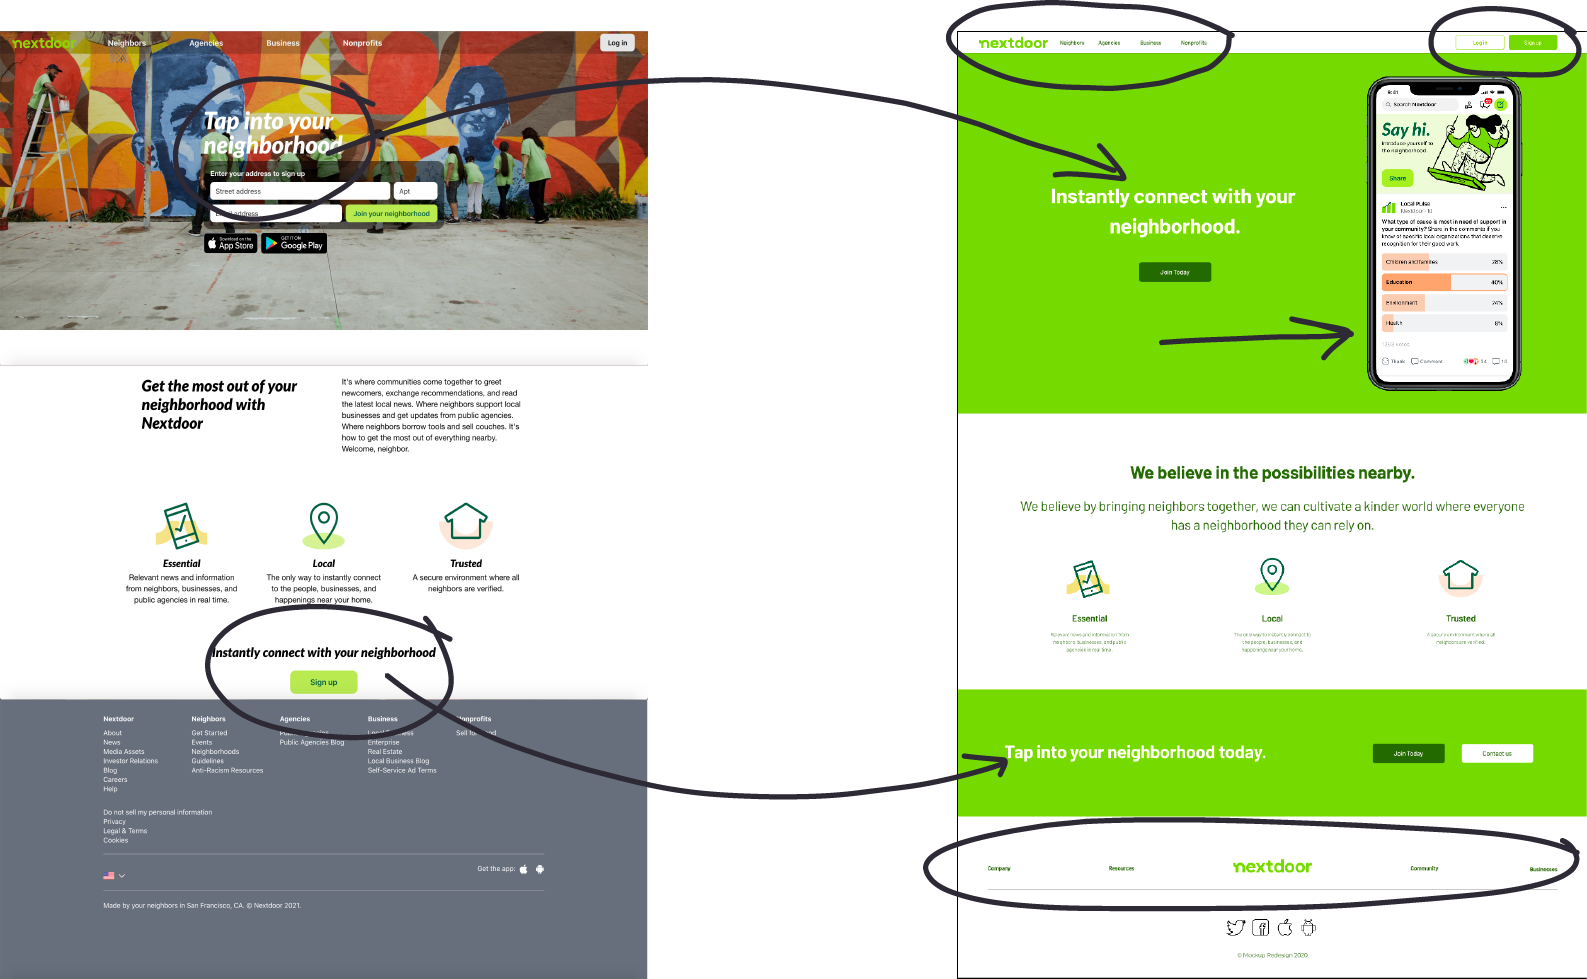 nextdoor
Neighbors
Agencies
Business
Nonprofits
Log in
Tap into your
neighborhood
Enter your address to sign up
Street address
Apt
Email address
Join your neighborhood
Download on the
App Store
GET IT ON
Google Play
Get the most out of your
neighborhood with
Nextdoor
It's where communities come together to greet
newcomers, exchange recommendations, and read
the latest local news. Where neighbors support local
businesses and get updates from public agencies.
Where neighbors borrow tools and sell couches. It's
how to get the most out of everything nearby.
Welcome, neighbor.
Essential
Relevant news and information
from neighbors, businesses, and
public agencies in real time.
Local
The only way to instantly connect
to the people, businesses, and
happenings near your home.
Trusted
A secure environment where all
neighbors are verified.
Instantly connect with your neighborhood
Sign up
Nextdoor
About
News
Media Assets
Investor Relations
Blog
Careers
Help
Neighbors
Get Started
Events
Neighborhoods
Guidelines
Anti-Racism Resources
Agencies
Public Agencies
Public Agencies Blog
Business
Local Business
Enterprise
Real Estate
Local Business Blog
Self-Service Ad Terms
Nonprofits
Sell for Good
Do not sell my personal information
Privacy
Legal & Terms
Cookies
Get the app:
Made by your neighbors in San Francisco, CA. © Nextdoor 2021.
nextdoor
Neighbors
Agencies
Business
Nonprofits
Log in
Sign up
Instantly connect with your
neighborhood.
Join Today
9:41
Search Nextdoor
Say hi.
Introduce yourself to
the neighborhood.
Share
Local Pulse
Nextdoor
What type of cause is most in need of support in
your community? Share in the comments if you
know of specific local organizations that deserve
recognition for their good work.
Children and families 28%
Education 40%
Environment 24%
Health 8%
Thank
Comment
We believe in the possibilities nearby.
We believe by bringing neighbors together, we can cultivate a kinder world where everyone
has a neighborhood they can rely on.
Essential
Relevant news and information from
neighbors, businesses, and public
agencies in real time.
Local
The only way to instantly connect to
the people, businesses, and
happenings near your home.
Trusted
A secure environment where all
neighbors are verified.
Tap into your neighborhood today.
Join Today
Contact us
Company
Resources
nextdoor
Community
Businesses
© Mockup Redesign 2020.